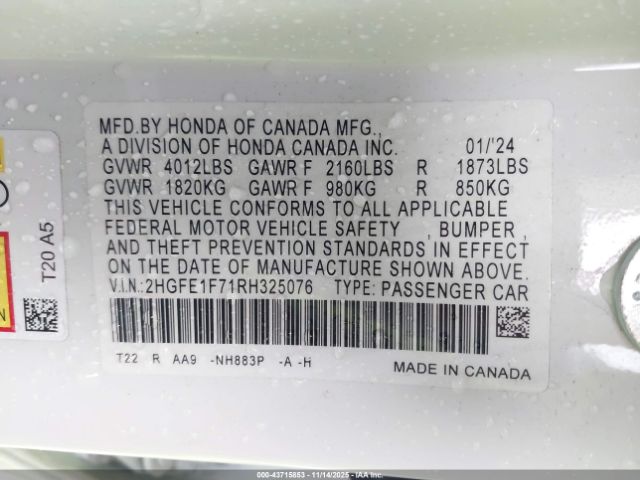 MFD.BY HONDA OF CANADA MFG.,
A DIVISION OF HONDA CANADA INC. 01/'24
GVWR 4012LBS GAWR F 2160LBS R 1873LBS
GVWR 1820KG GAWR F 980KG R 850KG
THIS VEHICLE CONFORMS TO ALL APPLICABLE
FEDERAL MOTOR VEHICLE SAFETY , BUMPER ,
AND THEFT PREVENTION STANDARDS IN EFFECT
ON THE DATE OF MANUFACTURE SHOWN ABOVE.
V.I.N.:2HGFE1F71RH325076 TYPE: PASSENGER CAR
T22 R AA9 -NH883P -A -H
MADE IN CANADA
T20 A5
000-43715853 | 11/14/2025 | IAA Inc.